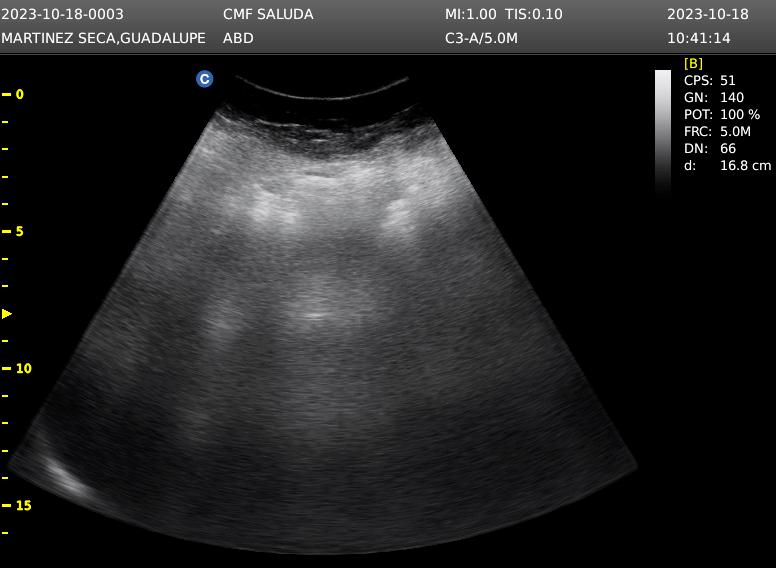 2023-10-18-0003 CMF SALUDA MI:1.00 TIS:0.10 2023-10-18
MARTINEZ SECA,GUADALUPE ABD C3-A/5.0M 10:41:14
C
[B]
CPS: 51
GN: 140
POT: 100 %
FRC: 5.0M
DN: 66
d: 16.8 cm
0
5
10
15